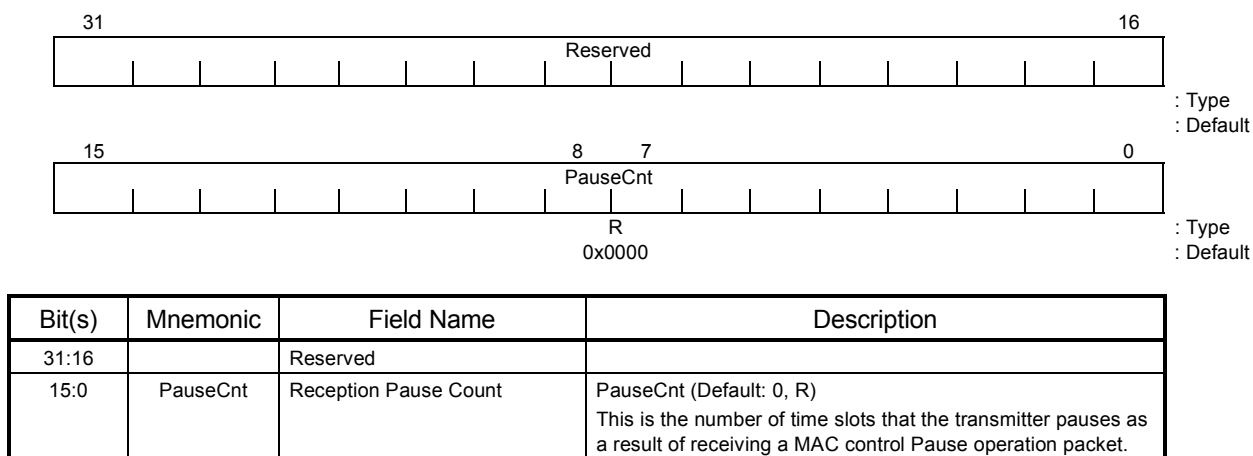 31 16
Reserved
: Type
: Default
15 8 7 0
PauseCnt
R : Type
0x0000 : Default
Bit(s) Mnemonic Field Name Description
31:16 Reserved
15:0 PauseCnt Reception Pause Count PauseCnt (Default: 0, R)
This is the number of time slots that the transmitter pauses as
a result of receiving a MAC control Pause operation packet.